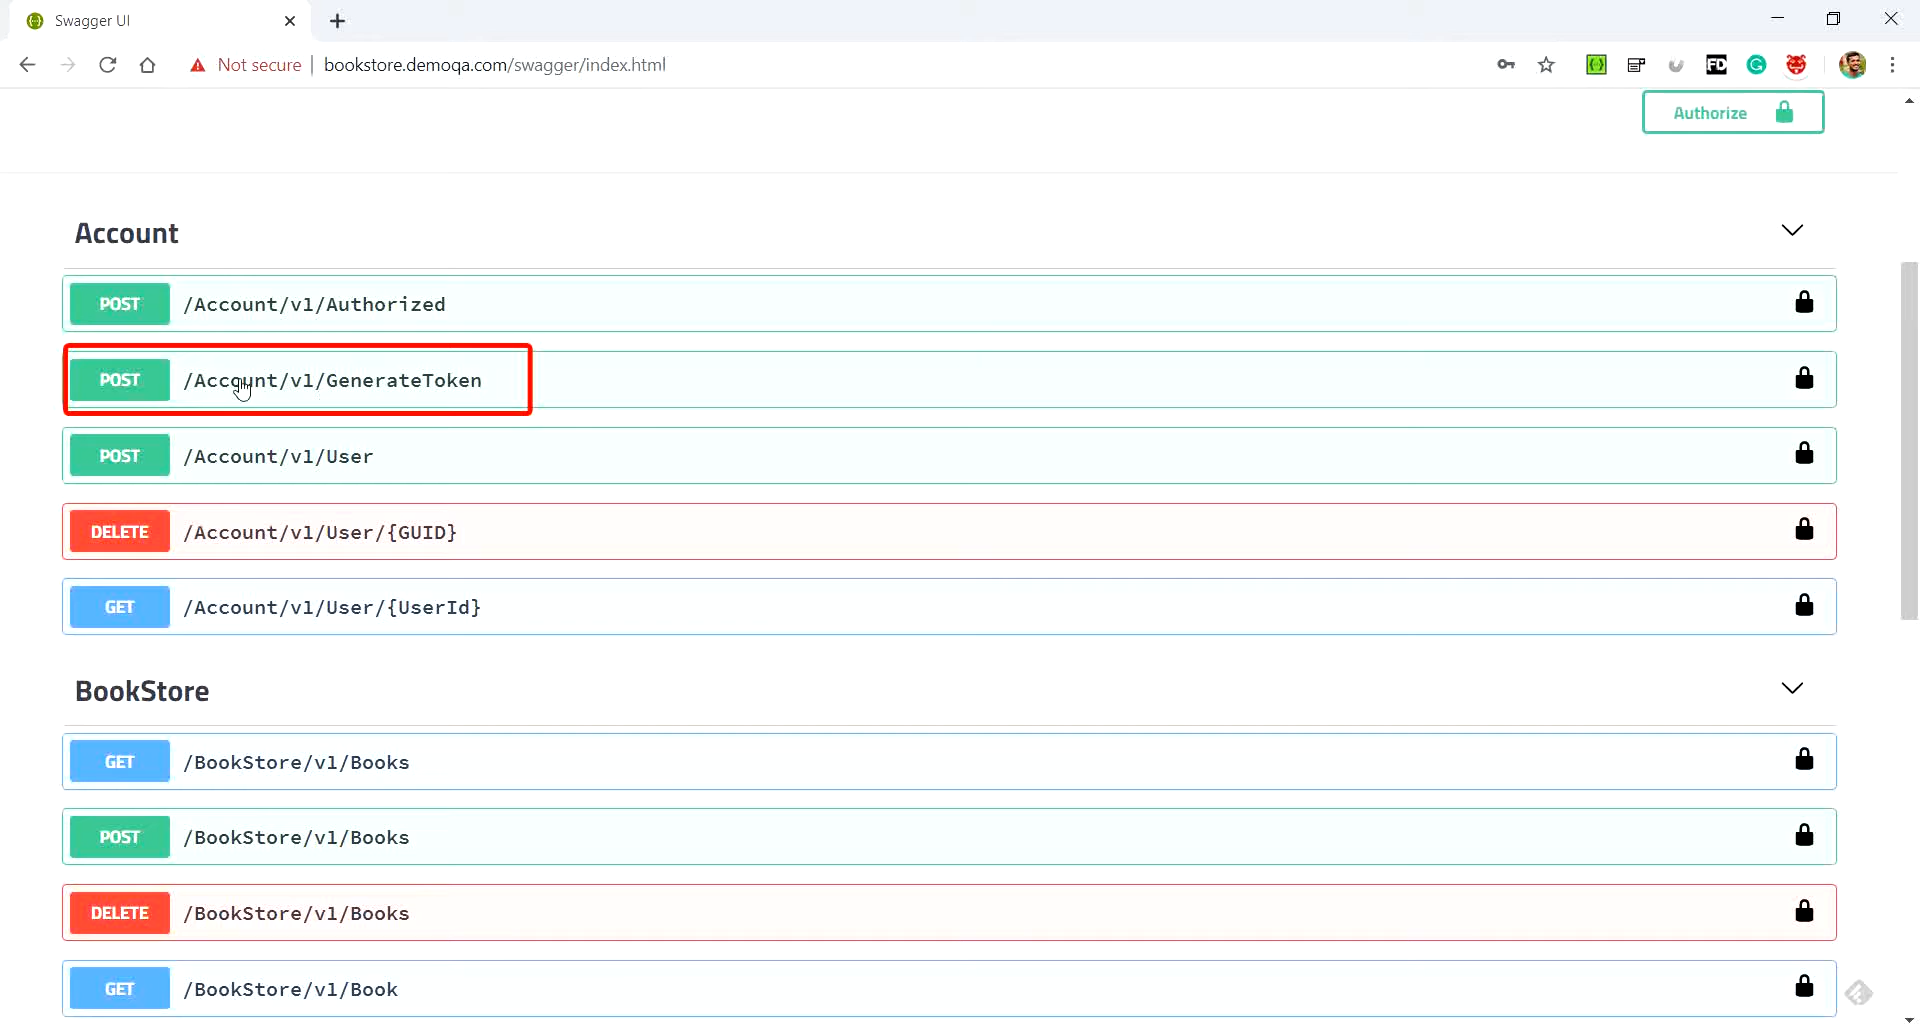 Swagger UI
Not secure | bookstore.demoqa.com/swagger/index.html
FD
Authorize
Account
POST /Account/v1/Authorized
POST /Account/v1/GenerateToken
POST /Account/v1/User
DELETE /Account/v1/User/{GUID}
GET /Account/v1/User/{UserId}
BookStore
GET /BookStore/v1/Books
POST /BookStore/v1/Books
DELETE /BookStore/v1/Books
GET /BookStore/v1/Book